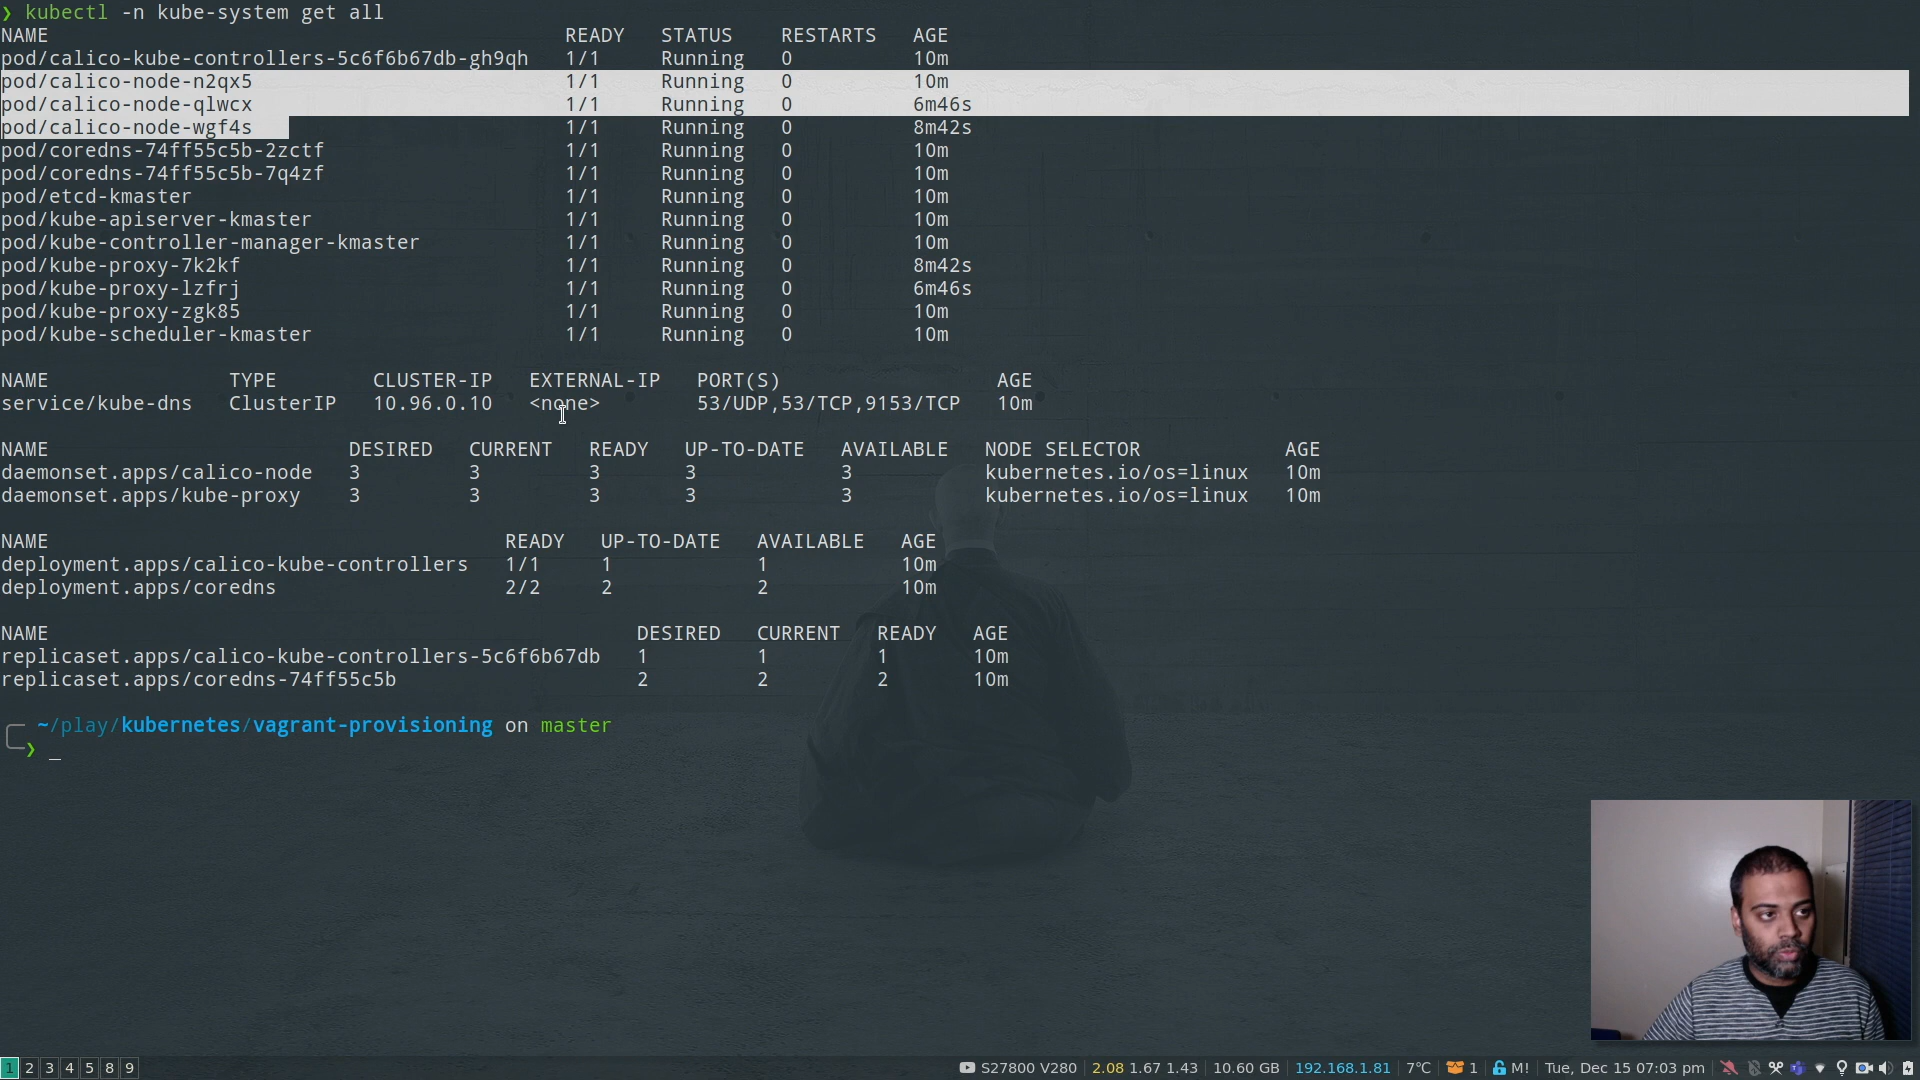 ❯ kubectl -n kube-system get all
NAME READY STATUS RESTARTS AGE
pod/calico-kube-controllers-5c6f6b67db-gh9qh 1/1 Running 0 10m
pod/calico-node-n2qx5 1/1 Running 0 10m
pod/calico-node-qlwcx 1/1 Running 0 6m46s
pod/calico-node-wgf4s 1/1 Running 0 8m42s
pod/coredns-74ff55c5b-2zctf 1/1 Running 0 10m
pod/coredns-74ff55c5b-7q4zf 1/1 Running 0 10m
pod/etcd-kmaster 1/1 Running 0 10m
pod/kube-apiserver-kmaster 1/1 Running 0 10m
pod/kube-controller-manager-kmaster 1/1 Running 0 10m
pod/kube-proxy-7k2kf 1/1 Running 0 8m42s
pod/kube-proxy-lzfrj 1/1 Running 0 6m46s
pod/kube-proxy-zgk85 1/1 Running 0 10m
pod/kube-scheduler-kmaster 1/1 Running 0 10m
NAME TYPE CLUSTER-IP EXTERNAL-IP PORT(S) AGE
service/kube-dns ClusterIP 10.96.0.10 <none> 53/UDP,53/TCP,9153/TCP 10m
NAME DESIRED CURRENT READY UP-TO-DATE AVAILABLE NODE SELECTOR AGE
daemonset.apps/calico-node 3 3 3 3 3 kubernetes.io/os=linux 10m
daemonset.apps/kube-proxy 3 3 3 3 3 kubernetes.io/os=linux 10m
NAME READY UP-TO-DATE AVAILABLE AGE
deployment.apps/calico-kube-controllers 1/1 1 1 10m
deployment.apps/coredns 2/2 2 2 10m
NAME DESIRED CURRENT READY AGE
replicaset.apps/calico-kube-controllers-5c6f6b67db 1 1 1 10m
replicaset.apps/coredns-74ff55c5b 2 2 2 10m
~/play/kubernetes/vagrant-provisioning on master
❯ _
1 2 3 4 5 8 9 S27800 V280 2.08 1.67 1.43 10.60 GB 192.168.1.81 7°C 1 M! Tue, Dec 15 07:03 pm